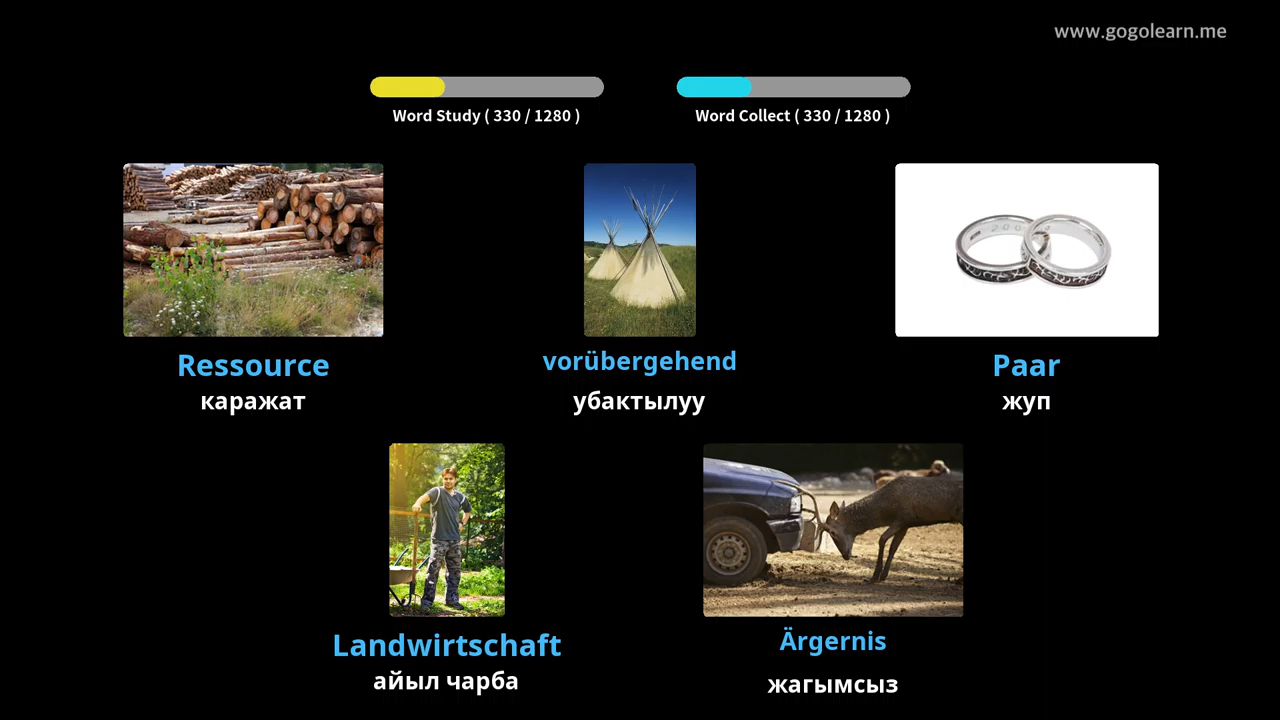 www.gogolearn.me
Word Study ( 330 / 1280 )
Word Collect ( 330 / 1280 )
Ressource
каражат
vorübergehend
убактылуу
Paar
жуп
Landwirtschaft
айыл чарба
Ärgernis
жагымсыз